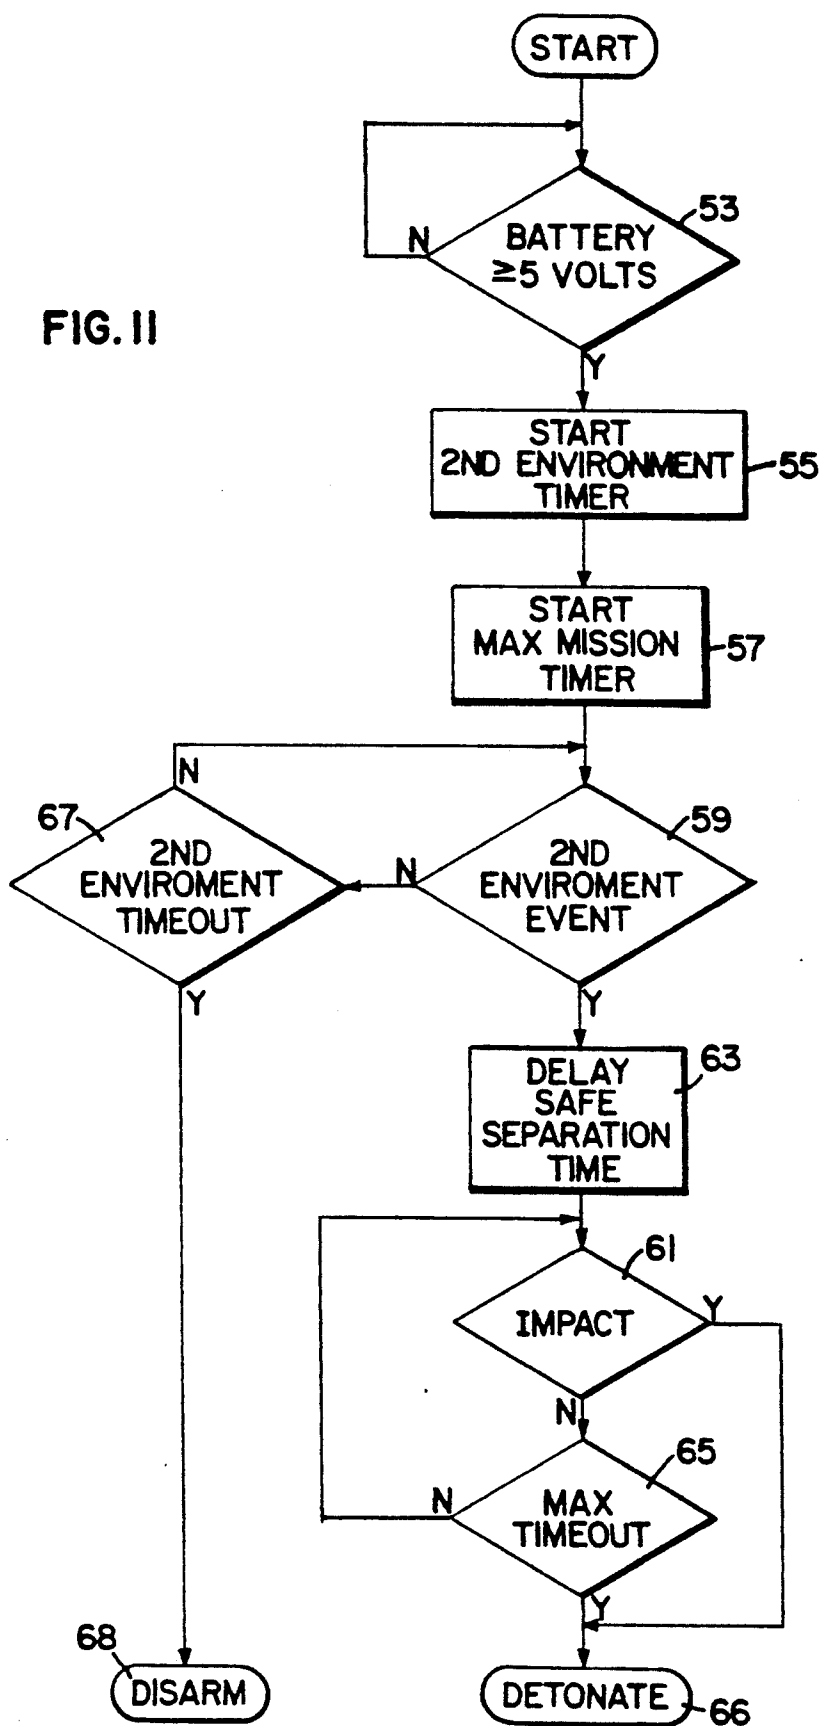 START
53
N
BATTERY
≥5 VOLTS
FIG. 11
Y
START
2ND ENVIRONMENT
TIMER
55
START
MAX MISSION
TIMER
57
N
67
2ND
ENVIROMENT
TIMEOUT
N
59
2ND
ENVIROMENT
EVENT
Y
Y
DELAY
SAFE
SEPARATION
TIME
63
61
IMPACT
Y
N
65
N
MAX
TIMEOUT
Y
68
DISARM
DETONATE
66